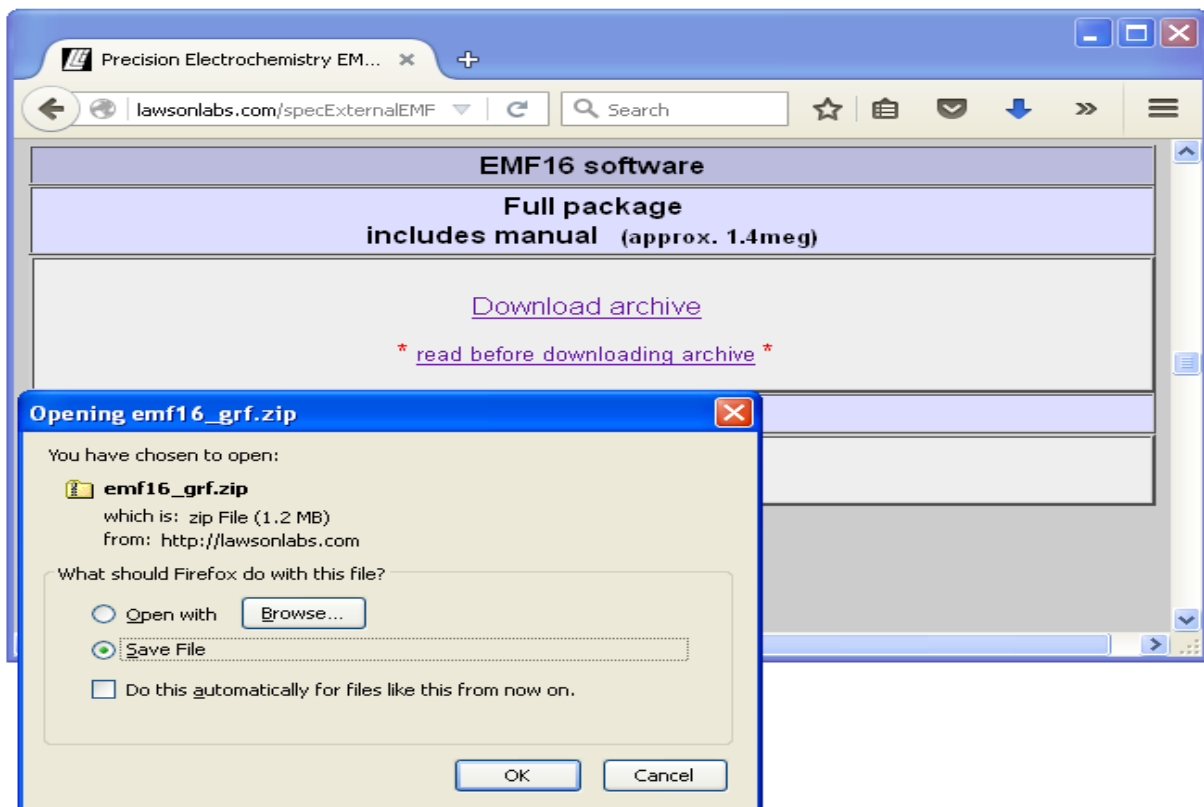 Precision Electrochemistry EM...
lawsonlabs.com/specExternalEMF
Search
EMF16 software
Full package
includes manual (approx. 1.4meg)
Download archive
* read before downloading archive *
Opening emf16_grf.zip
You have chosen to open:
emf16_grf.zip
which is: zip File (1.2 MB)
from: http://lawsonlabs.com
What should Firefox do with this file?
Open with Browse...
Save File
Do this automatically for files like this from now on.
OK Cancel